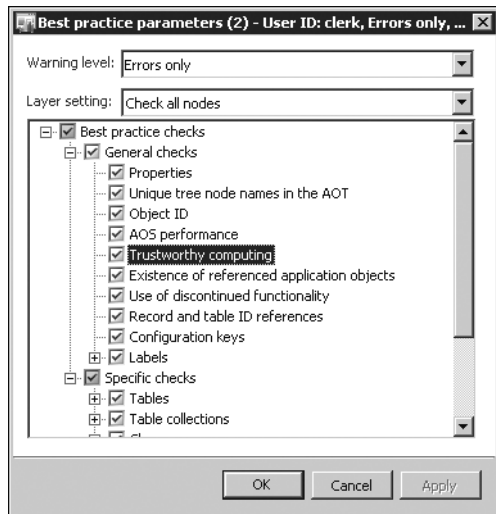 Best practice parameters (2) - User ID: clerk, Errors only, ...
Warning level: Errors only
Layer setting: Check all nodes
Best practice checks
General checks
Properties
Unique tree node names in the AOT
Object ID
AOS performance
Trustworthy computing
Existence of referenced application objects
Use of discontinued functionality
Record and table ID references
Configuration keys
Labels
Specific checks
Tables
Table collections
OK Cancel Apply